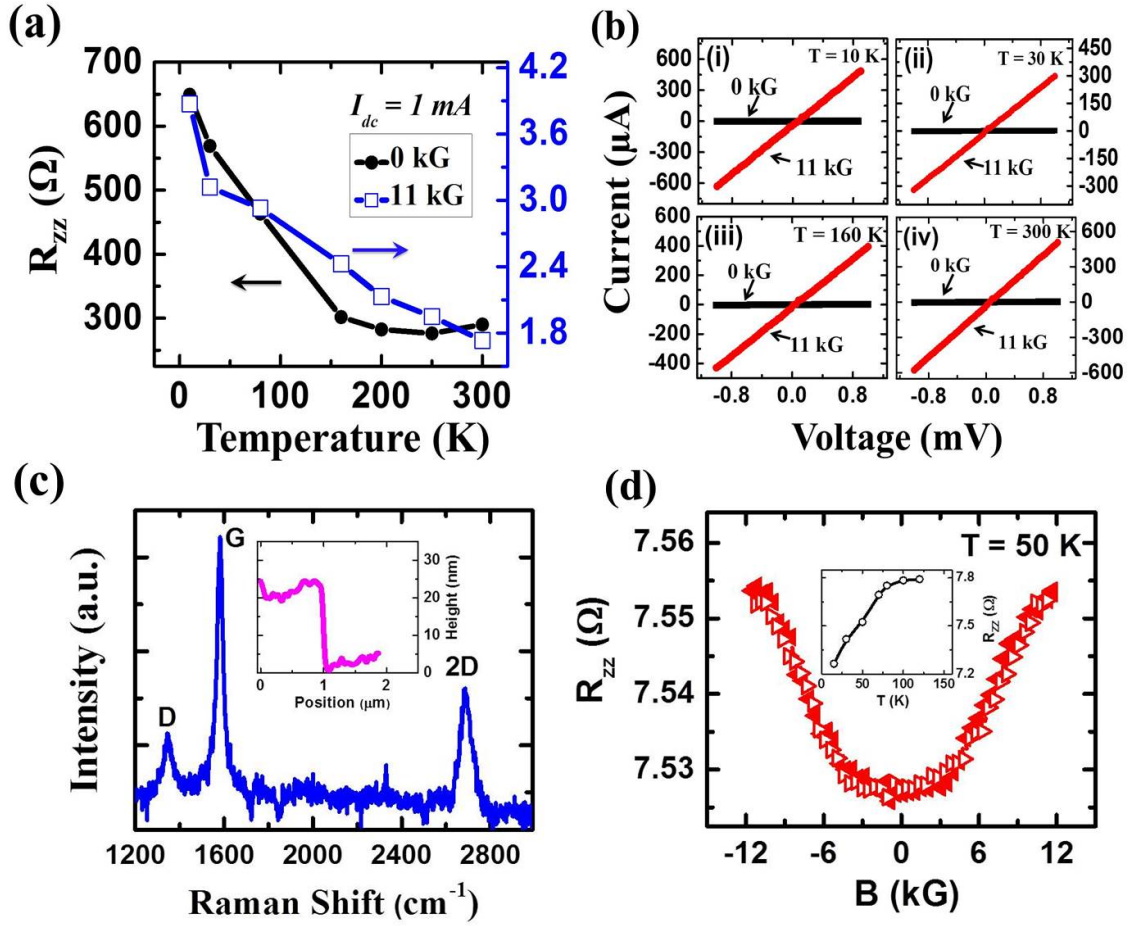 (a)
R_zz (Ω)
700
650
600
550
500
450
400
350
300
4.2
3.6
3.0
2.4
1.8
I_dc = 1 mA
0 kG
11 kG
0 100 200 300
Temperature (K)
(b)
Current (μA)
(i) T = 10 K
0 kG
11 kG
600
300
0
-300
-600
(ii) T = 30 K
0 kG
11 kG
300
150
0
-150
-300
(iii) T = 160 K
0 kG
11 kG
600
400
200
0
-200
-400
(iv) T = 300 K
0 kG
11 kG
600
300
0
-300
-600
-0.8 0.0 0.8 -0.8 0.0 0.8
Voltage (mV)
(c)
Intensity (a.u.)
D
G
2D
30
20
10
0
Height (nm)
0 1 2
Position (μm)
1200 1600 2000 2400 2800
Raman Shift (cm⁻¹)
(d)
R_zz (Ω)
7.56
7.55
7.54
7.53
T = 50 K
7.8
7.5
7.2
R_ZZ (Ω)
0 50 100 150
T (K)
-12 -6 0 6 12
B (kG)